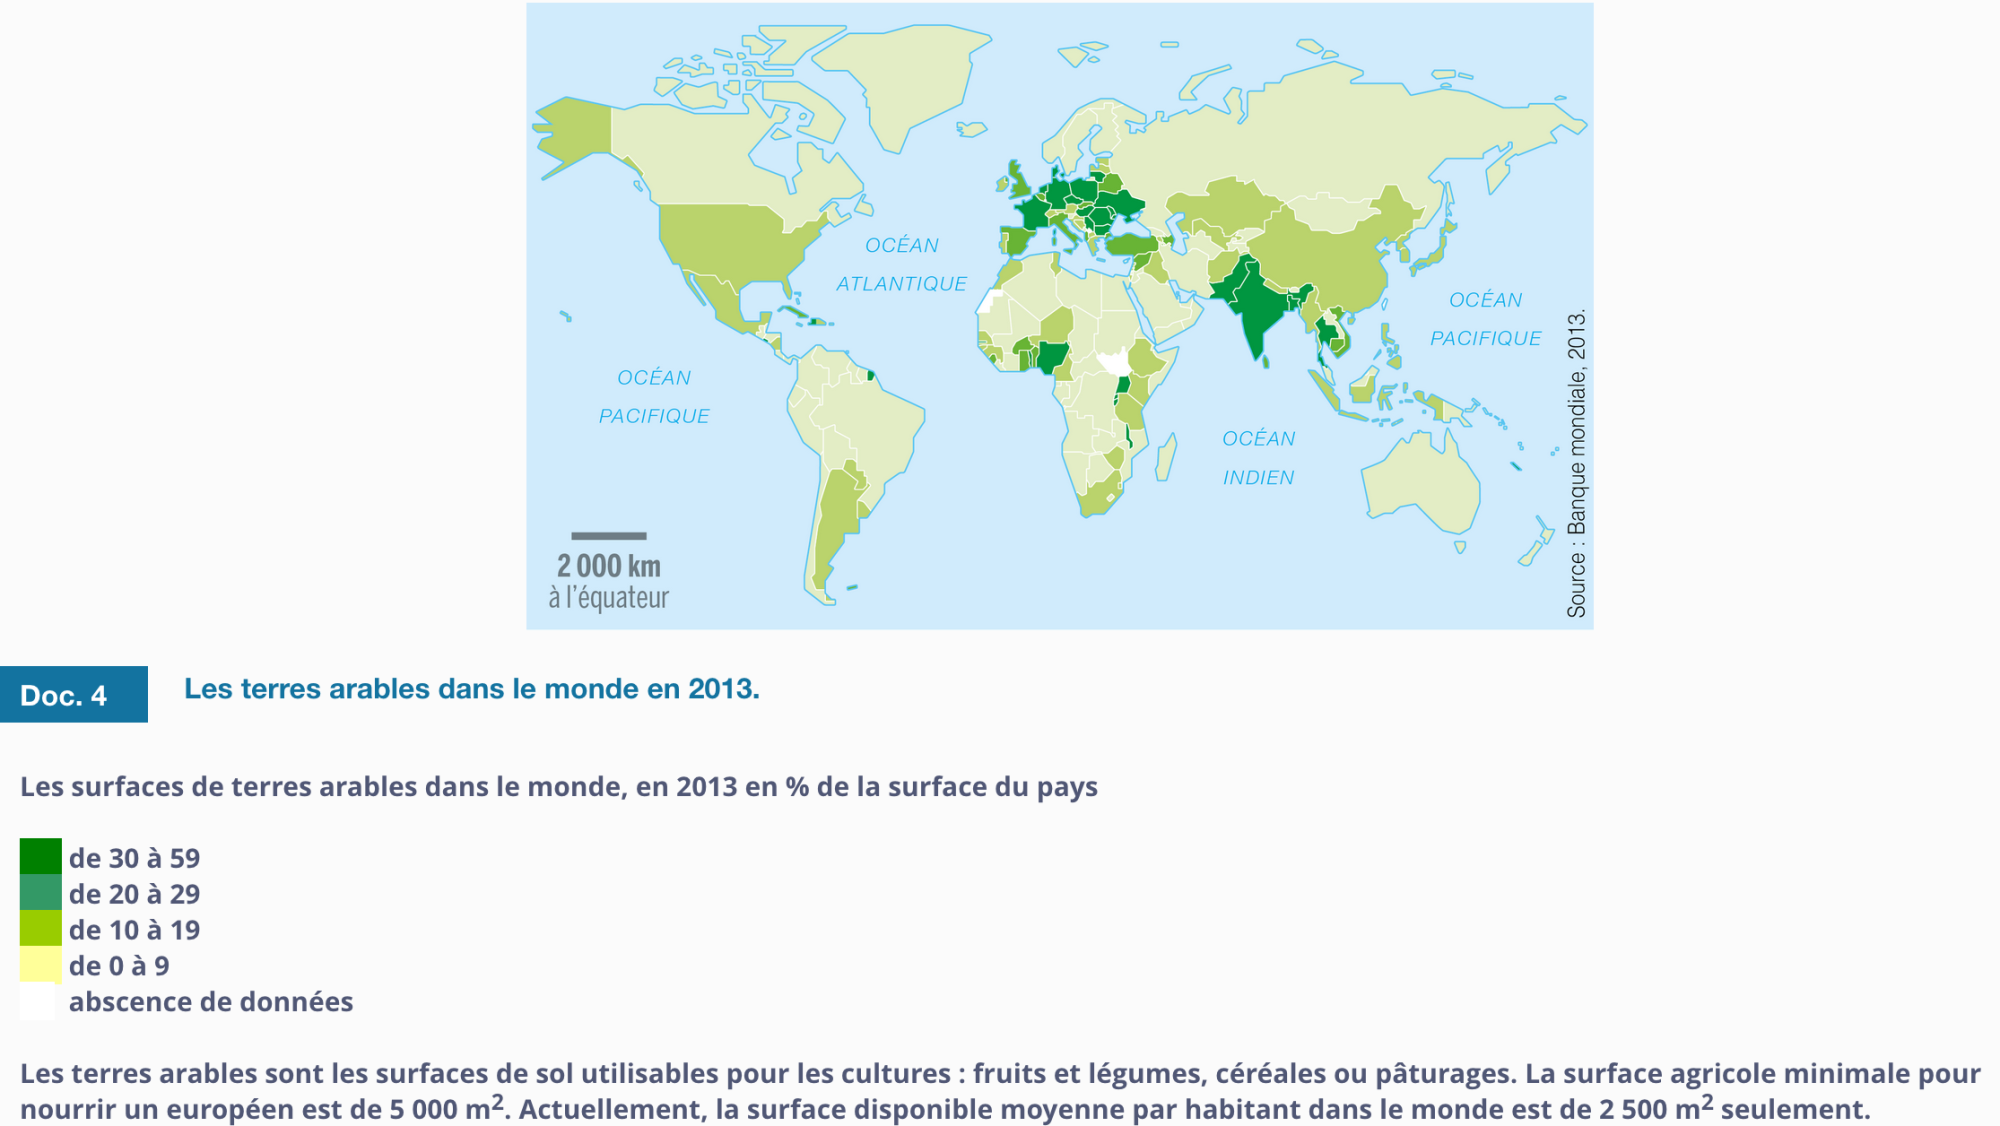 OCÉAN
ATLANTIQUE
OCÉAN
PACIFIQUE
OCÉAN
PACIFIQUE
OCÉAN
INDIEN
2 000 km
à l'équateur
Source : Banque mondiale, 2013.
Doc. 4
Les terres arables dans le monde en 2013.
Les surfaces de terres arables dans le monde, en 2013 en % de la surface du pays
de 30 à 59
de 20 à 29
de 10 à 19
de 0 à 9
abscence de données
Les terres arables sont les surfaces de sol utilisables pour les cultures : fruits et légumes, céréales ou pâturages. La surface agricole minimale pour
nourrir un européen est de 5 000 m². Actuellement, la surface disponible moyenne par habitant dans le monde est de 2 500 m² seulement.